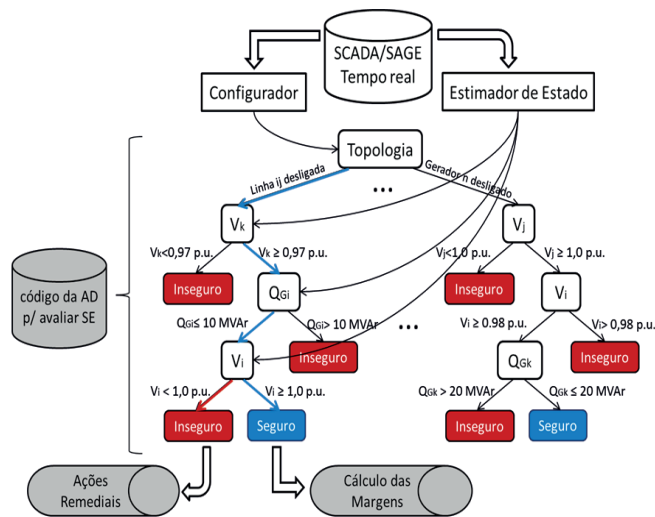 SCADA/SAGE
Tempo real
Configurador
Estimador de Estado
Topologia
Linha ij desligada
...
Gerador n desligado
Vk
Vj
Vk<0,97 p.u.
Vk ≥ 0,97 p.u.
Vj<1,0 p.u.
Vj ≥ 1,0 p.u.
Inseguro
QGi
Inseguro
Vi
código da AD
p/ avaliar SE
QGi≤ 10 MVAr
QGi> 10 MVAr
...
Vi ≥ 0.98 p.u.
Vi> 0,98 p.u.
Vi
Inseguro
QGk
Inseguro
Vi < 1,0 p.u.
Vi ≥ 1,0 p.u.
QGk > 20 MVAr
QGk ≤ 20 MVAr
Inseguro
Seguro
Inseguro
Seguro
Ações
Remediais
Cálculo das
Margens